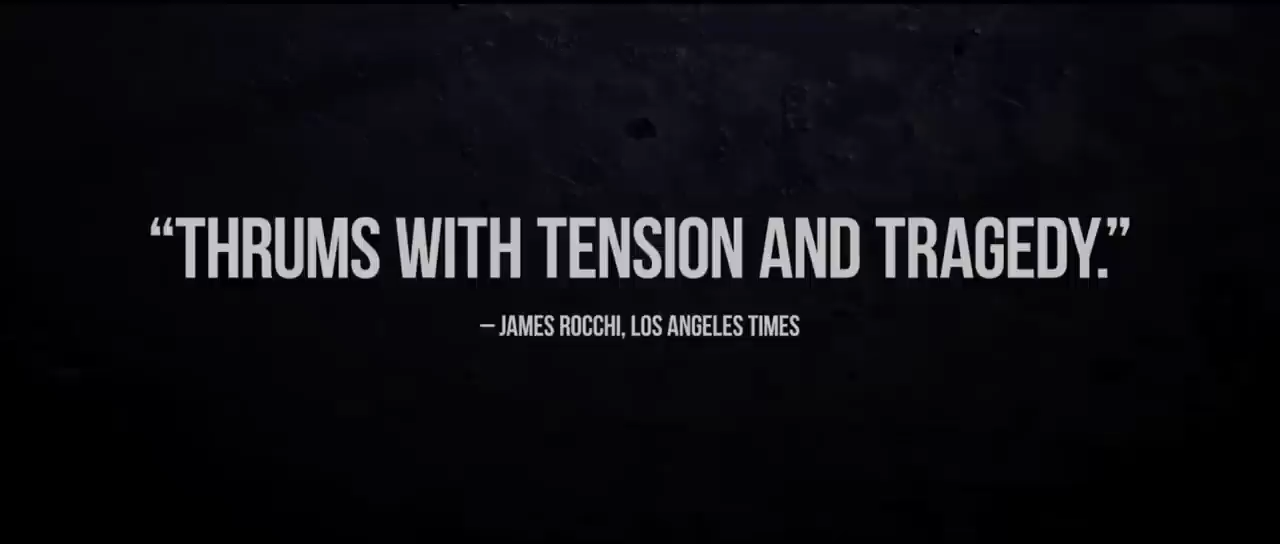 “THRUMS WITH TENSION AND TRAGEDY.”
– JAMES ROCCHI, LOS ANGELES TIMES